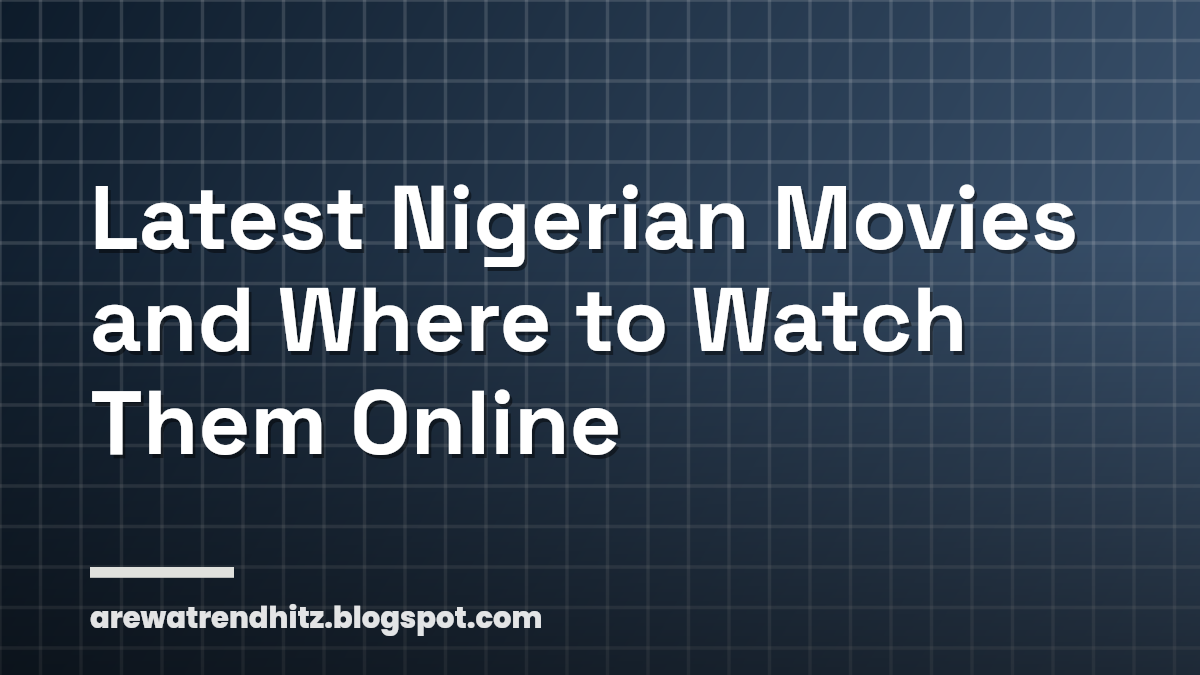 Latest Nigerian Movies
and Where to Watch
Them Online
arewatrendhitz.blogspot.com